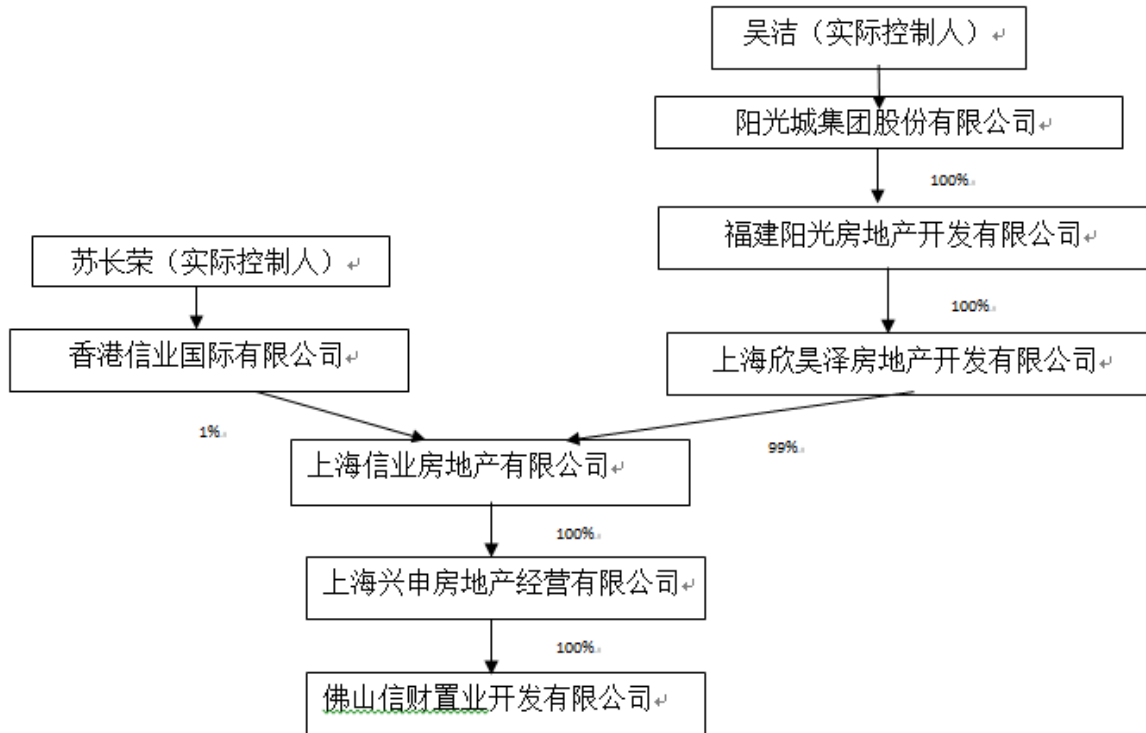 吴洁（实际控制人）
阳光城集团股份有限公司
100%
福建阳光房地产开发有限公司
100%
苏长荣（实际控制人）
香港信业国际有限公司
上海欣昊泽房地产开发有限公司
1%
99%
上海信业房地产有限公司
100%
上海兴申房地产经营有限公司
100%
佛山信财置业开发有限公司